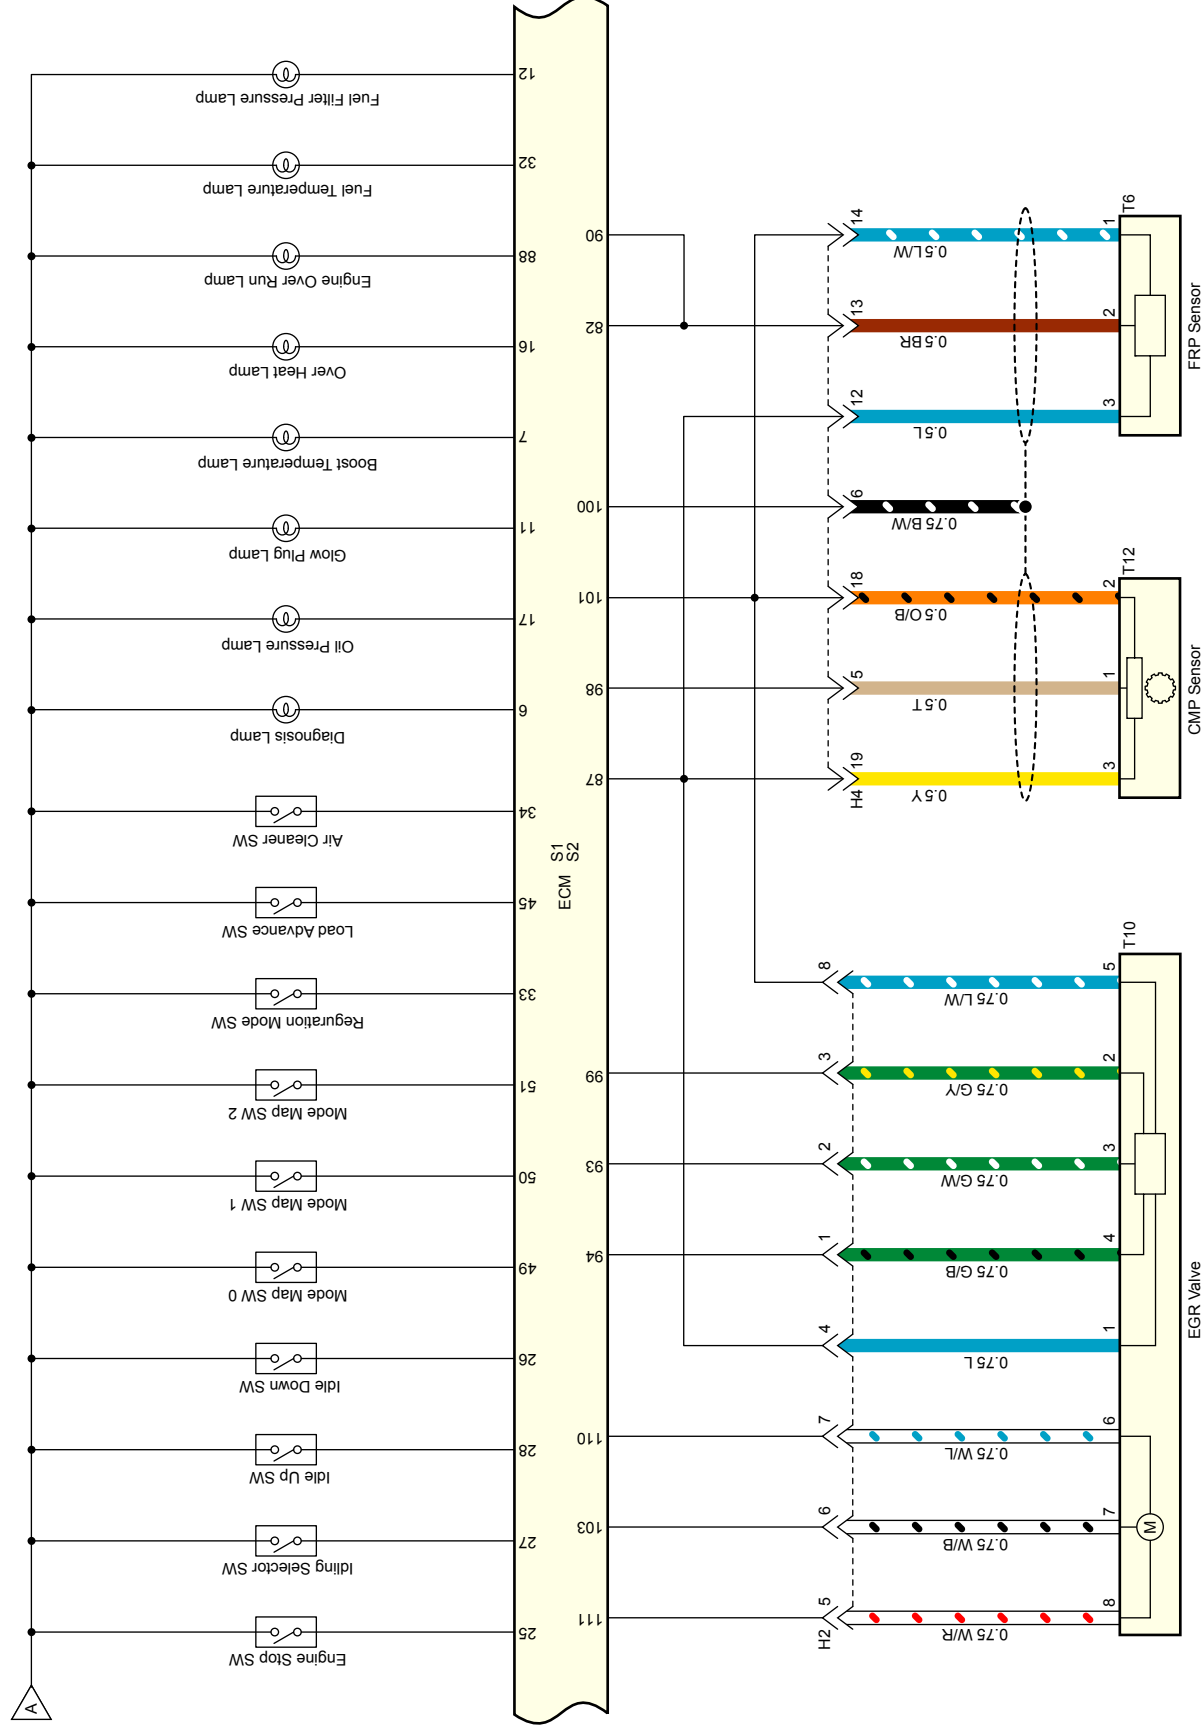 A
Fuel Filter Pressure Lamp
12
Fuel Temperature Lamp
32
Engine Over Run Lamp
88
Over Heat Lamp
16
Boost Temperature Lamp
7
Glow Plug Lamp
11
Oil Pressure Lamp
17
Diagnosis Lamp
6
Air Cleaner SW
34
Load Advance SW
45
Reguration Mode SW
33
Mode Map SW 2
51
Mode Map SW 1
50
Mode Map SW 0
49
Idle Down SW
26
Idle Up SW
28
Idling Selector SW
27
Engine Stop SW
25
ECM S1
S2
90
82
100
101
98
87
99
93
94
110
103
111
14
0.5 L/W
1
13
0.5 BR
2
12
0.5 L
3
T6
FRP Sensor
6
0.75 B/W
18
0.5 O/B
2
5
0.5 T
1
H4
19
0.5 Y
3
T12
CMP Sensor
8
0.75 L/W
5
3
0.75 G/Y
2
2
0.75 G/W
3
1
0.75 G/B
4
4
0.75 L
1
7
0.75 W/L
6
6
0.75 W/B
7
H2
5
0.75 W/R
8
T10
M
EGR Valve